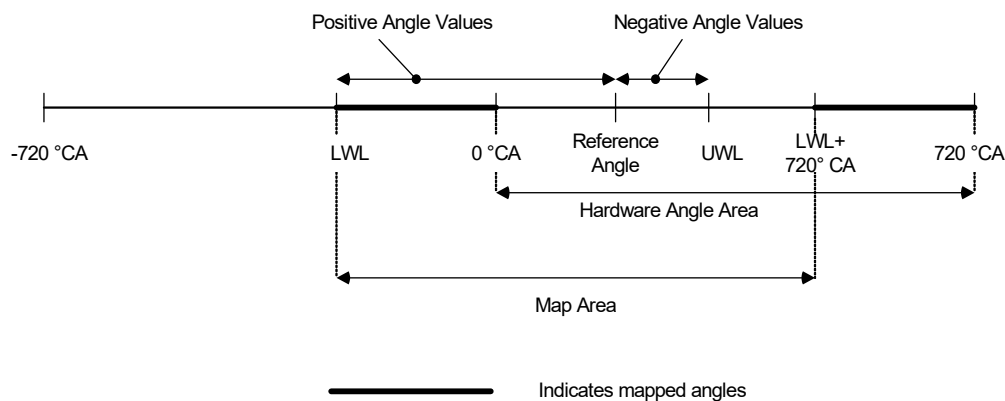 Positive Angle Values
Negative Angle Values
-720 °CA
LWL
0 °CA
Reference
Angle
UWL
LWL+
720° CA
720 °CA
Hardware Angle Area
Map Area
Indicates mapped angles